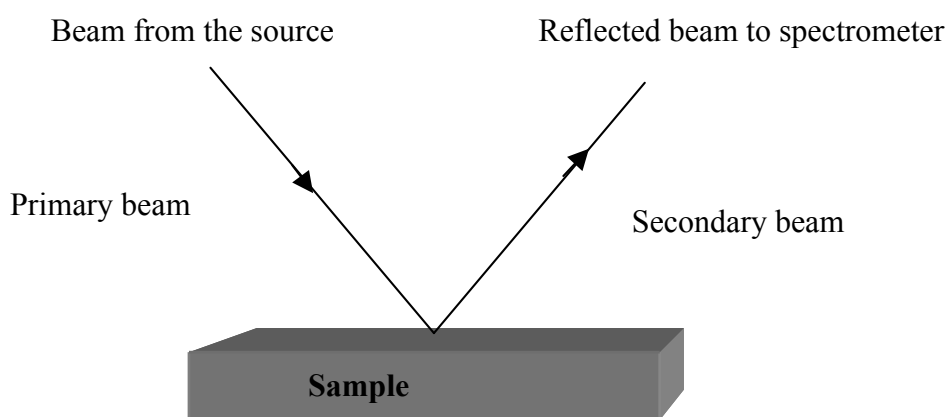 Beam from the source
Reflected beam to spectrometer
Primary beam
Secondary beam
Sample